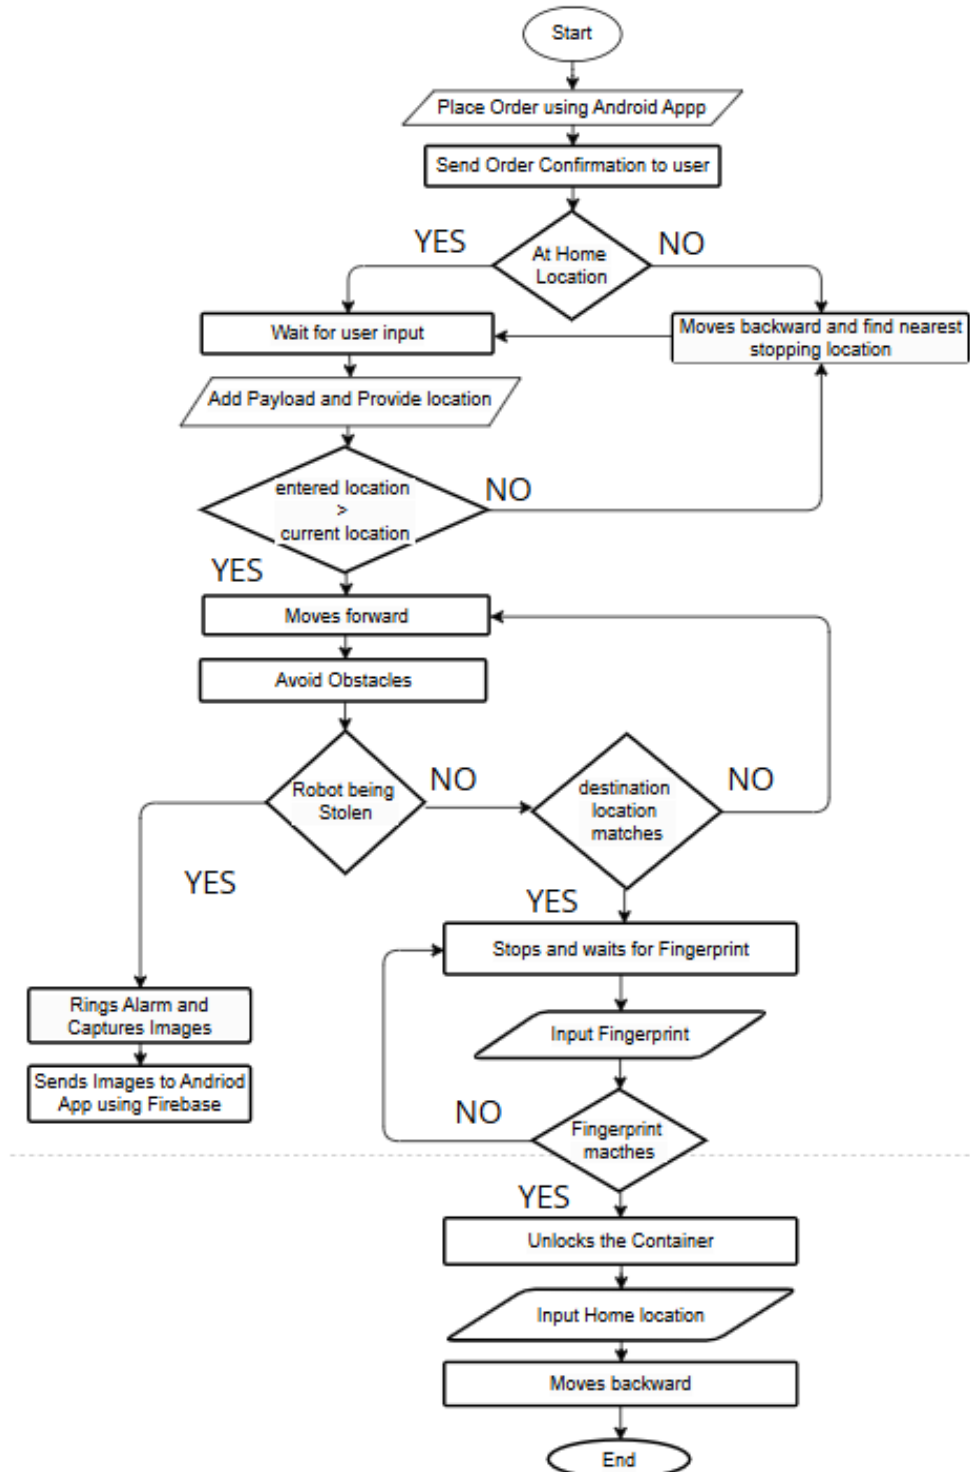 Start
Place Order using Android Appp
Send Order Confirmation to user
YES
At Home
Location
NO
Wait for user input
Moves backward and find nearest
stopping location
Add Payload and Provide location
entered location
>
current location
NO
YES
Moves forward
Avoid Obstacles
Robot being
Stolen
NO
destination
location
matches
NO
YES
YES
Stops and waits for Fingerprint
Rings Alarm and
Captures Images
Input Fingerprint
Sends Images to Andriod
App using Firebase
NO
Fingerprint
macthes
YES
Unlocks the Container
Input Home location
Moves backward
End